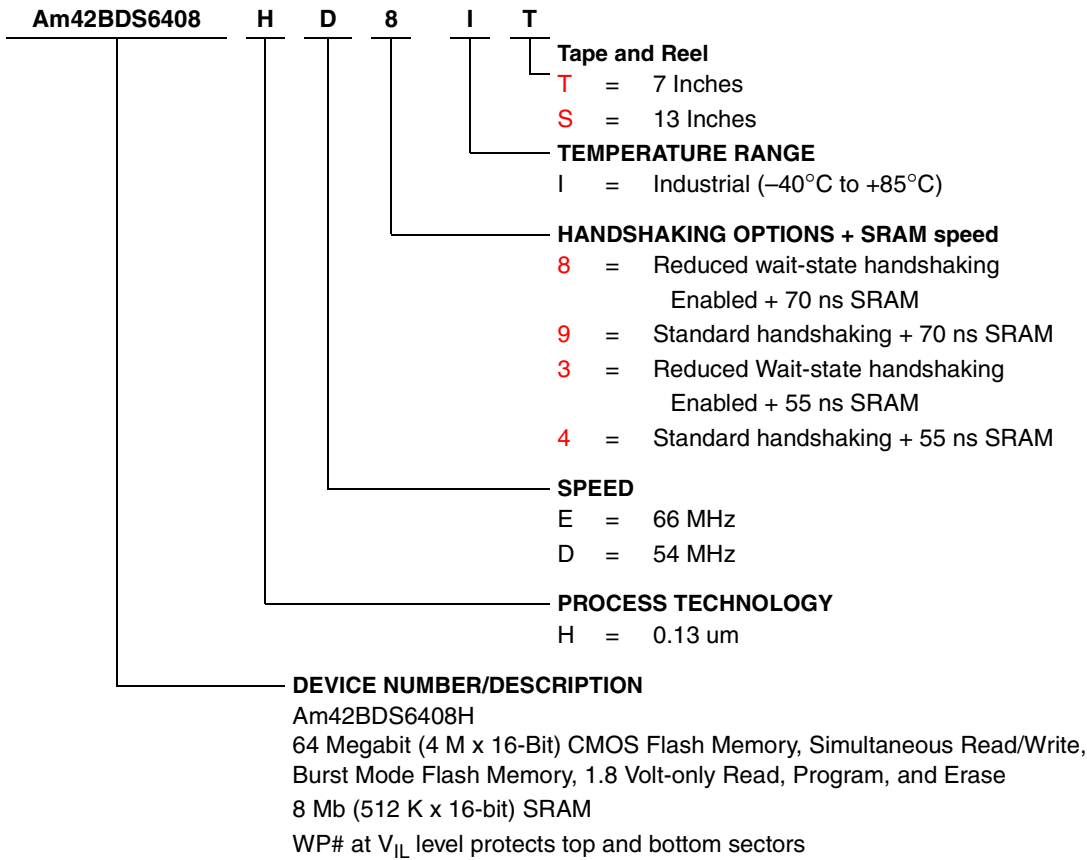 Am42BDS6408 H D 8 I T
Tape and Reel
T = 7 Inches
S = 13 Inches
TEMPERATURE RANGE
I = Industrial (–40°C to +85°C)
HANDSHAKING OPTIONS + SRAM speed
8 = Reduced wait-state handshaking
Enabled + 70 ns SRAM
9 = Standard handshaking + 70 ns SRAM
3 = Reduced Wait-state handshaking
Enabled + 55 ns SRAM
4 = Standard handshaking + 55 ns SRAM
SPEED
E = 66 MHz
D = 54 MHz
PROCESS TECHNOLOGY
H = 0.13 um
DEVICE NUMBER/DESCRIPTION
Am42BDS6408H
64 Megabit (4 M x 16-Bit) CMOS Flash Memory, Simultaneous Read/Write,
Burst Mode Flash Memory, 1.8 Volt-only Read, Program, and Erase
8 Mb (512 K x 16-bit) SRAM
WP# at VIL level protects top and bottom sectors